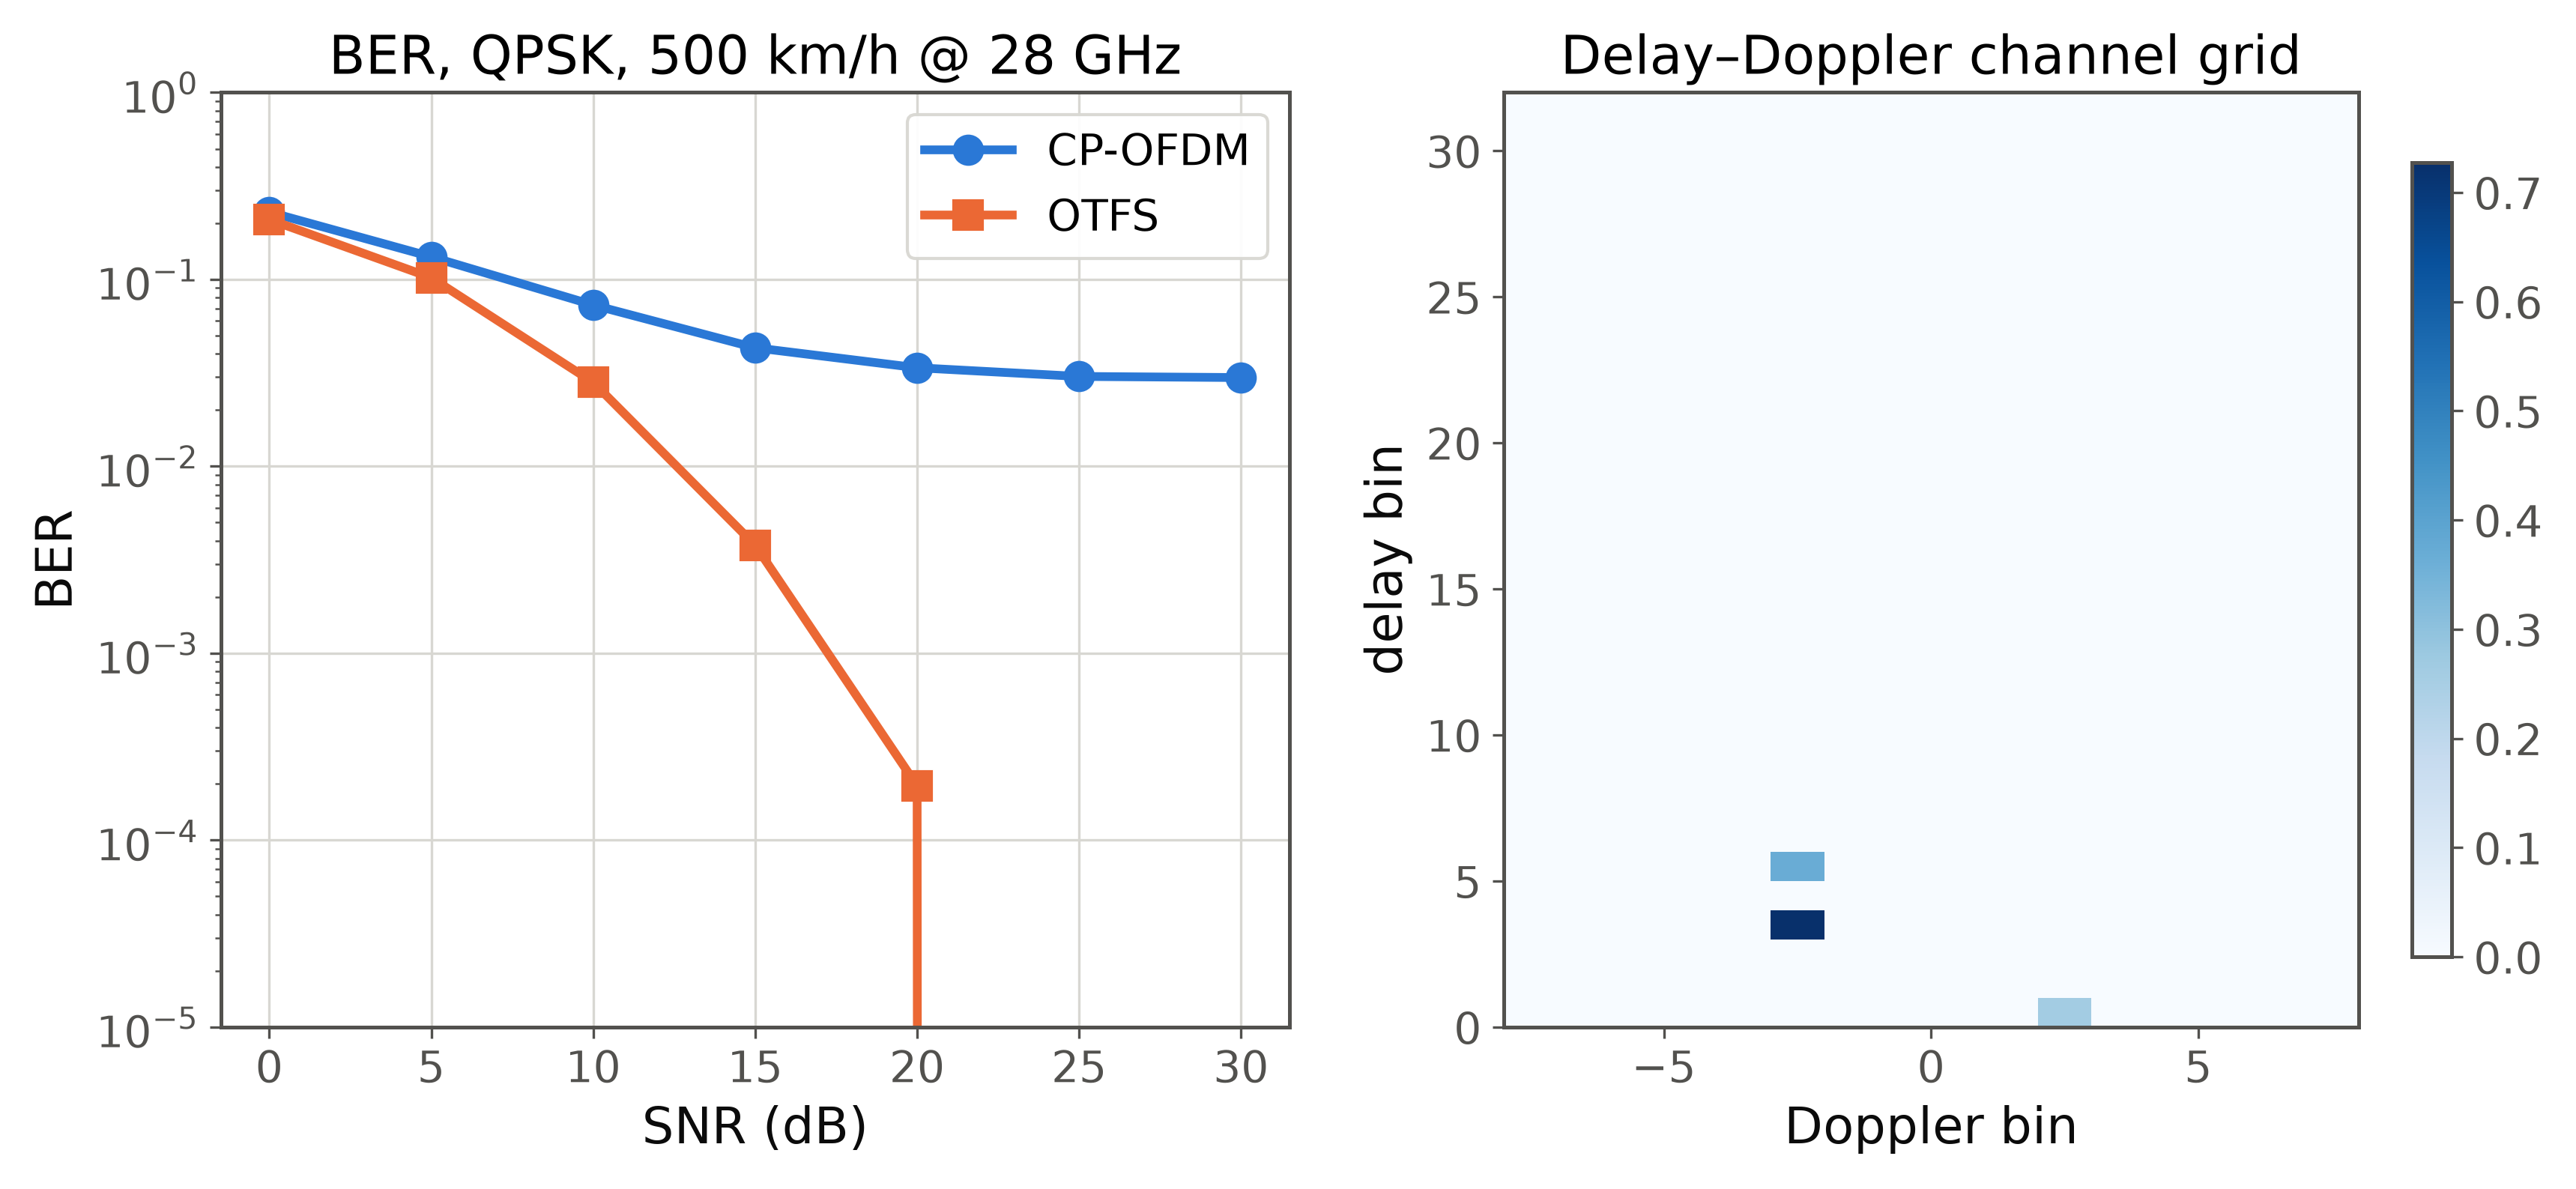 BER, QPSK, 500 km/h @ 28 GHz
10⁰
10⁻¹
10⁻²
10⁻³
10⁻⁴
10⁻⁵
BER
CP-OFDM
OTFS
0 5 10 15 20 25 30
SNR (dB)
Delay–Doppler channel grid
30
25
20
15
10
5
0
delay bin
−5 0 5
Doppler bin
0.7
0.6
0.5
0.4
0.3
0.2
0.1
0.0